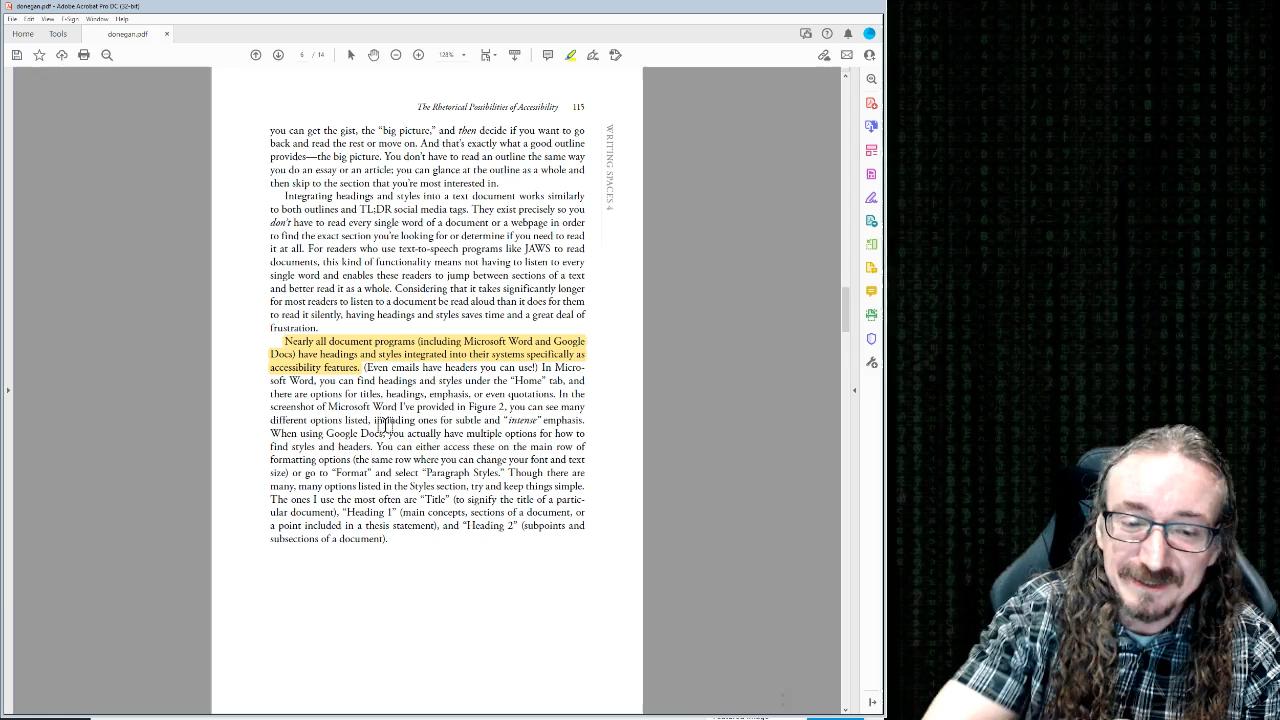 donegan.pdf - Adobe Acrobat Pro DC (32-bit)
File Edit View E-Sign Window Help
Home Tools donegan.pdf ×
6 / 14 128%
The Rhetorical Possibilities of Accessibility 115
WRITING SPACES 4
you can get the gist, the “big picture,” and then decide if you want to go
back and read the rest or move on. And that’s exactly what a good outline
provides—the big picture. You don’t have to read an outline the same way
you do an essay or an article; you can glance at the outline as a whole and
then skip to the section that you’re most interested in.
Integrating headings and styles into a text document works similarly
to both outlines and TL;DR social media tags. They exist precisely so you
don’t have to read every single word of a document or a webpage in order
to find the exact section you’re looking for or determine if you need to read
it at all. For readers who use text-to-speech programs like JAWS to read
documents, this kind of functionality means not having to listen to every
single word and enables these readers to jump between sections of a text
and better read it as a whole. Considering that it takes significantly longer
for most readers to listen to a document be read aloud than it does for them
to read it silently, having headings and styles saves time and a great deal of
frustration.
Nearly all document programs (including Microsoft Word and Google
Docs) have headings and styles integrated into their systems specifically as
accessibility features. (Even emails have headers you can use!) In Micro-
soft Word, you can find headings and styles under the “Home” tab, and
there are options for titles, headings, emphasis, or even quotations. In the
screenshot of Microsoft Word I’ve provided in Figure 2, you can see many
different options listed, including ones for subtle and “intense” emphasis.
When using Google Docs, you actually have multiple options for how to
find styles and headers. You can either access these on the main row of
formatting options (the same row where you can change your font and text
size) or go to “Format” and select “Paragraph Styles.” Though there are
many, many options listed in the Styles section, try and keep things simple.
The ones I use the most often are “Title” (to signify the title of a partic-
ular document), “Heading 1” (main concepts, sections of a document, or
a point included in a thesis statement), and “Heading 2” (subpoints and
subsections of a document).